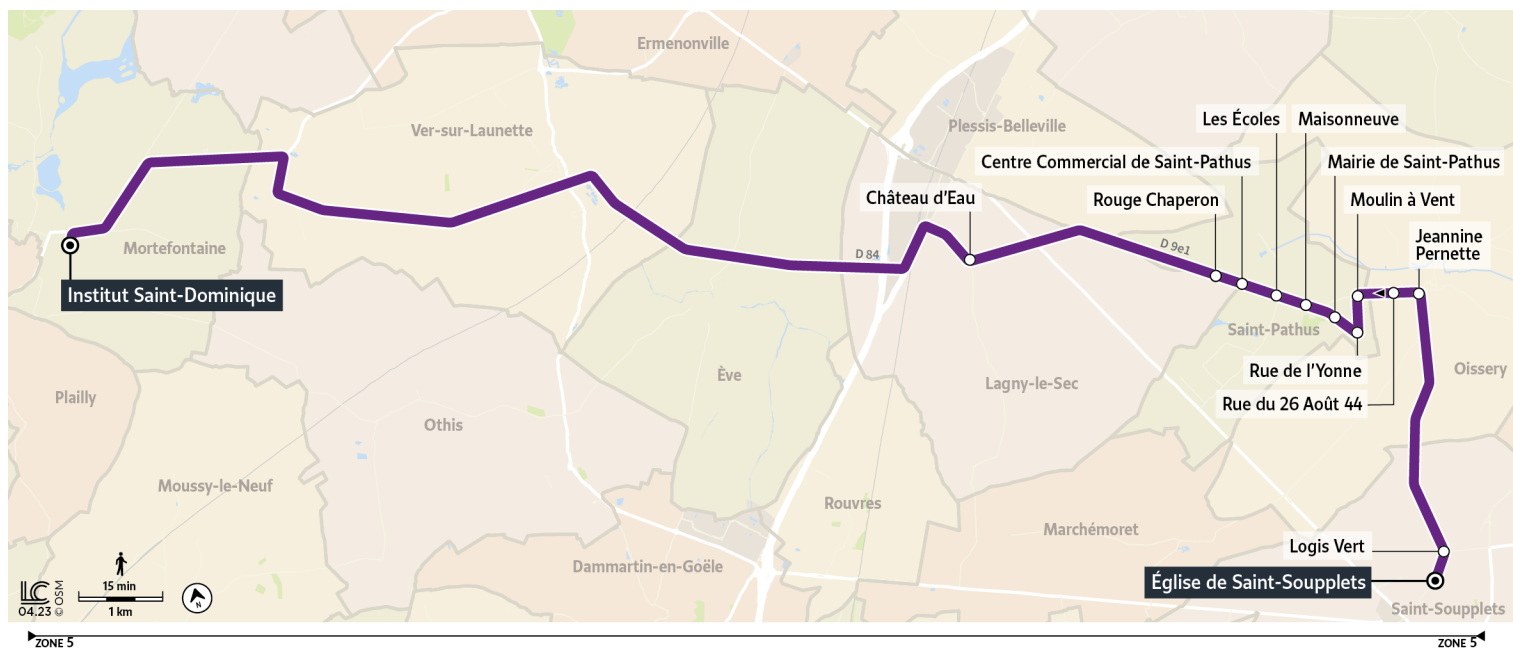 Ermenonville
Ver-sur-Launette
Plessis-Belleville
Les Écoles
Maisonneuve
Centre Commercial de Saint-Pathus
Mairie de Saint-Pathus
Château d'Eau
Rouge Chaperon
Moulin à Vent
Jeannine
Pernette
Mortefontaine
D 84
D 9e1
Institut Saint-Dominique
Saint-Pathus
Rue de l'Yonne
Oissery
Ève
Lagny-le-Sec
Plailly
Rue du 26 Août 44
Othis
Moussy-le-Neuf
Rouvres
Marchémoret
Logis Vert
Dammartin-en-Goële
Église de Saint-Soupplets
Saint-Soupplets
LC
04.23
© OSM
15 min
1 km
N
ZONE 5
ZONE 5